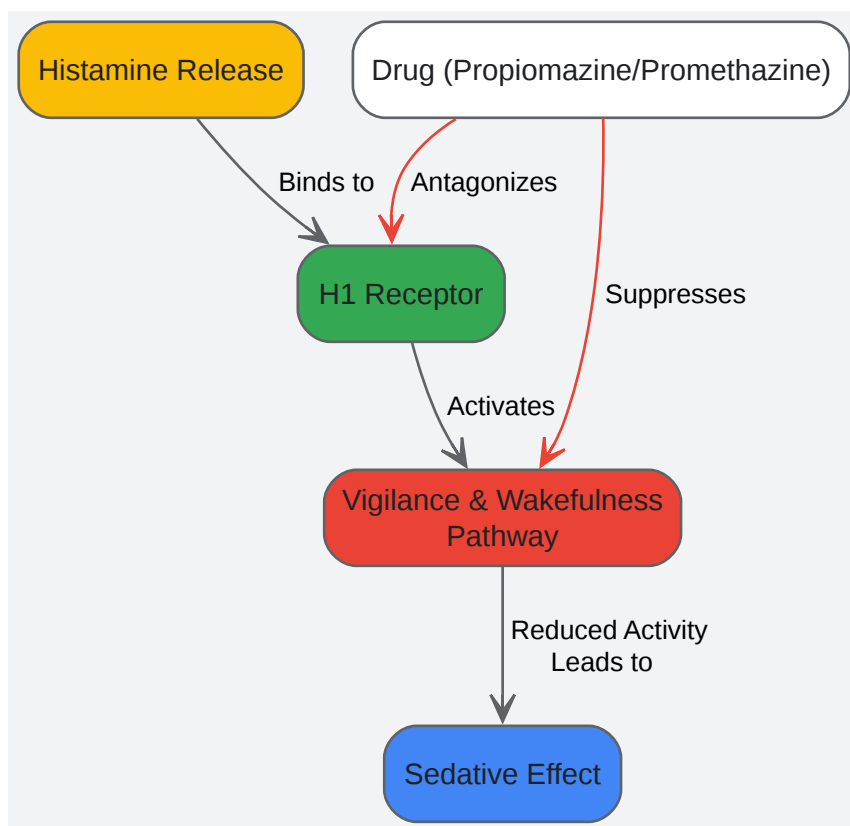 Histamine Release
Drug (Propiomazine/Promethazine)
Binds to
Antagonizes
H1 Receptor
Suppresses
Activates
Vigilance & Wakefulness
Pathway
Reduced Activity
Leads to
Sedative Effect